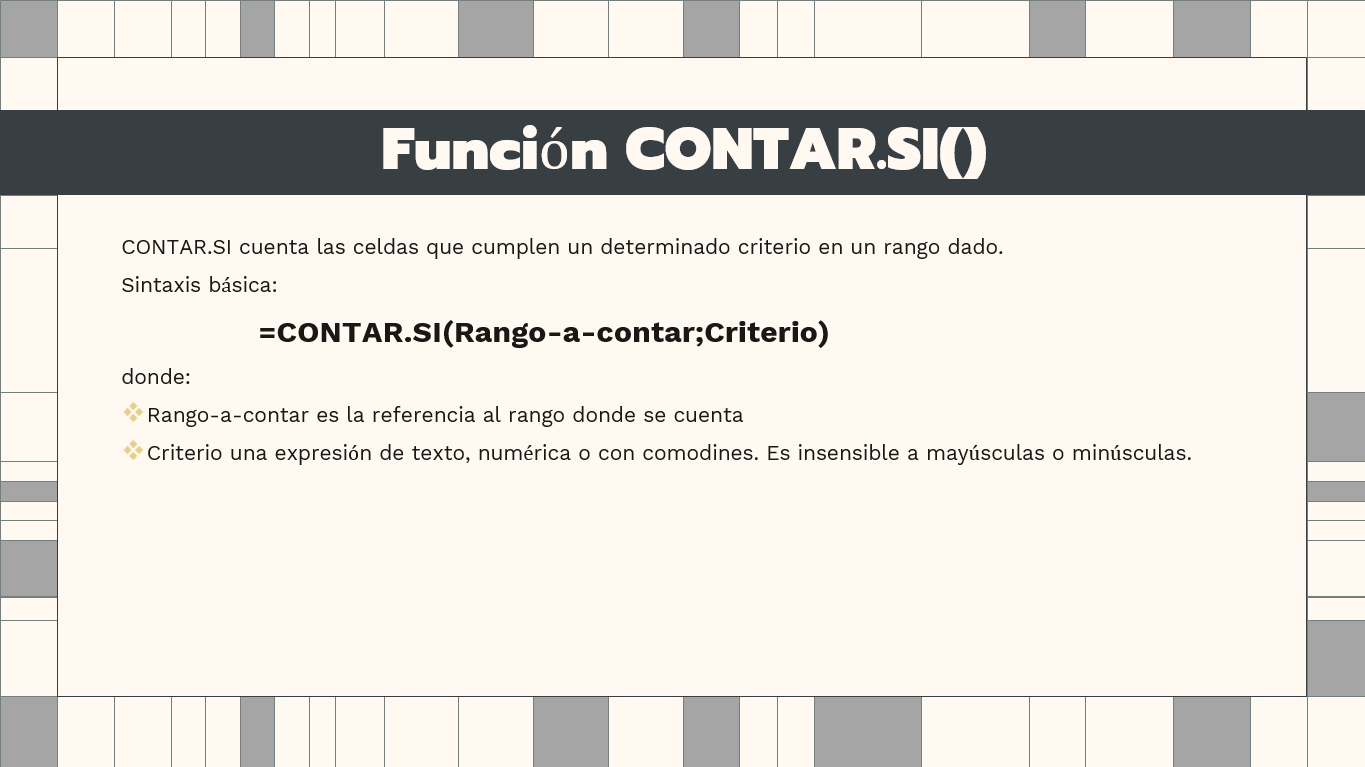 Función CONTAR.SI()
CONTAR.SI cuenta las celdas que cumplen un determinado criterio en un rango dado.
Sintaxis básica:
=CONTAR.SI(Rango-a-contar;Criterio)
donde:
❖Rango-a-contar es la referencia al rango donde se cuenta
❖Criterio una expresión de texto, numérica o con comodines. Es insensible a mayúsculas o minúsculas.